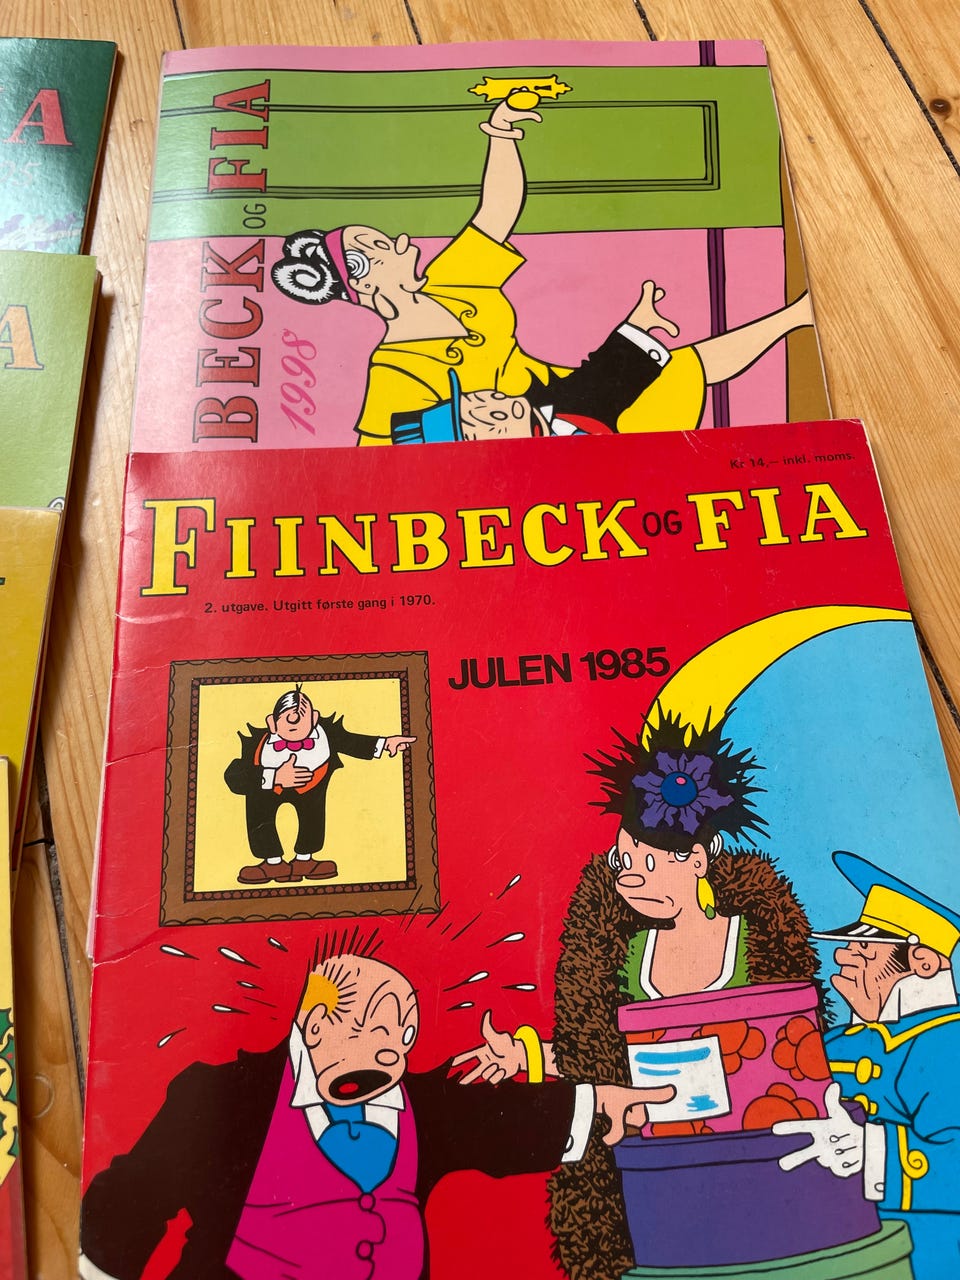 A
A
BECK OG FIA
1998
Kr 14,– inkl. moms.
FIINBECK OG FIA
2. utgave. Utgitt første gang i 1970.
JULEN 1985